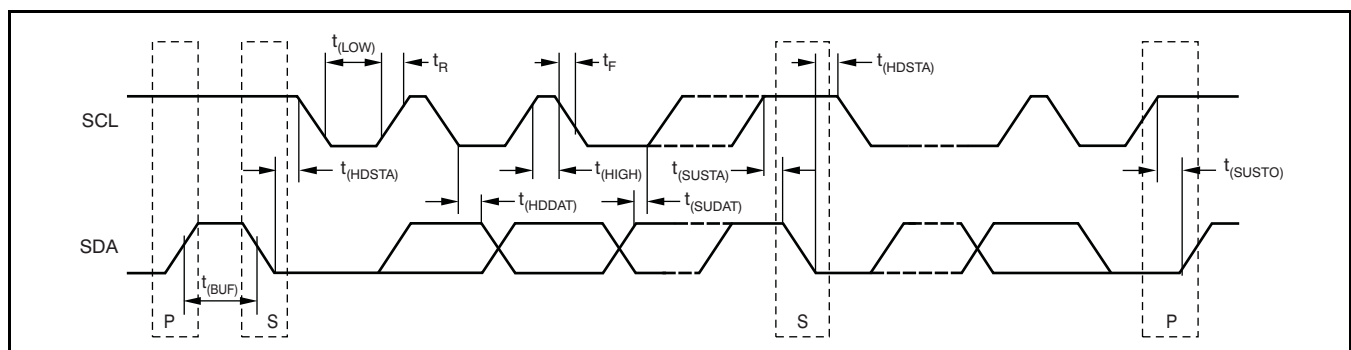 t(LOW)
tR
tF
t(HDSTA)
SCL
t(HDSTA)
t(HIGH)
t(SUSTA)
t(SUSTO)
t(HDDAT)
t(SUDAT)
SDA
t(BUF)
P
S
S
P